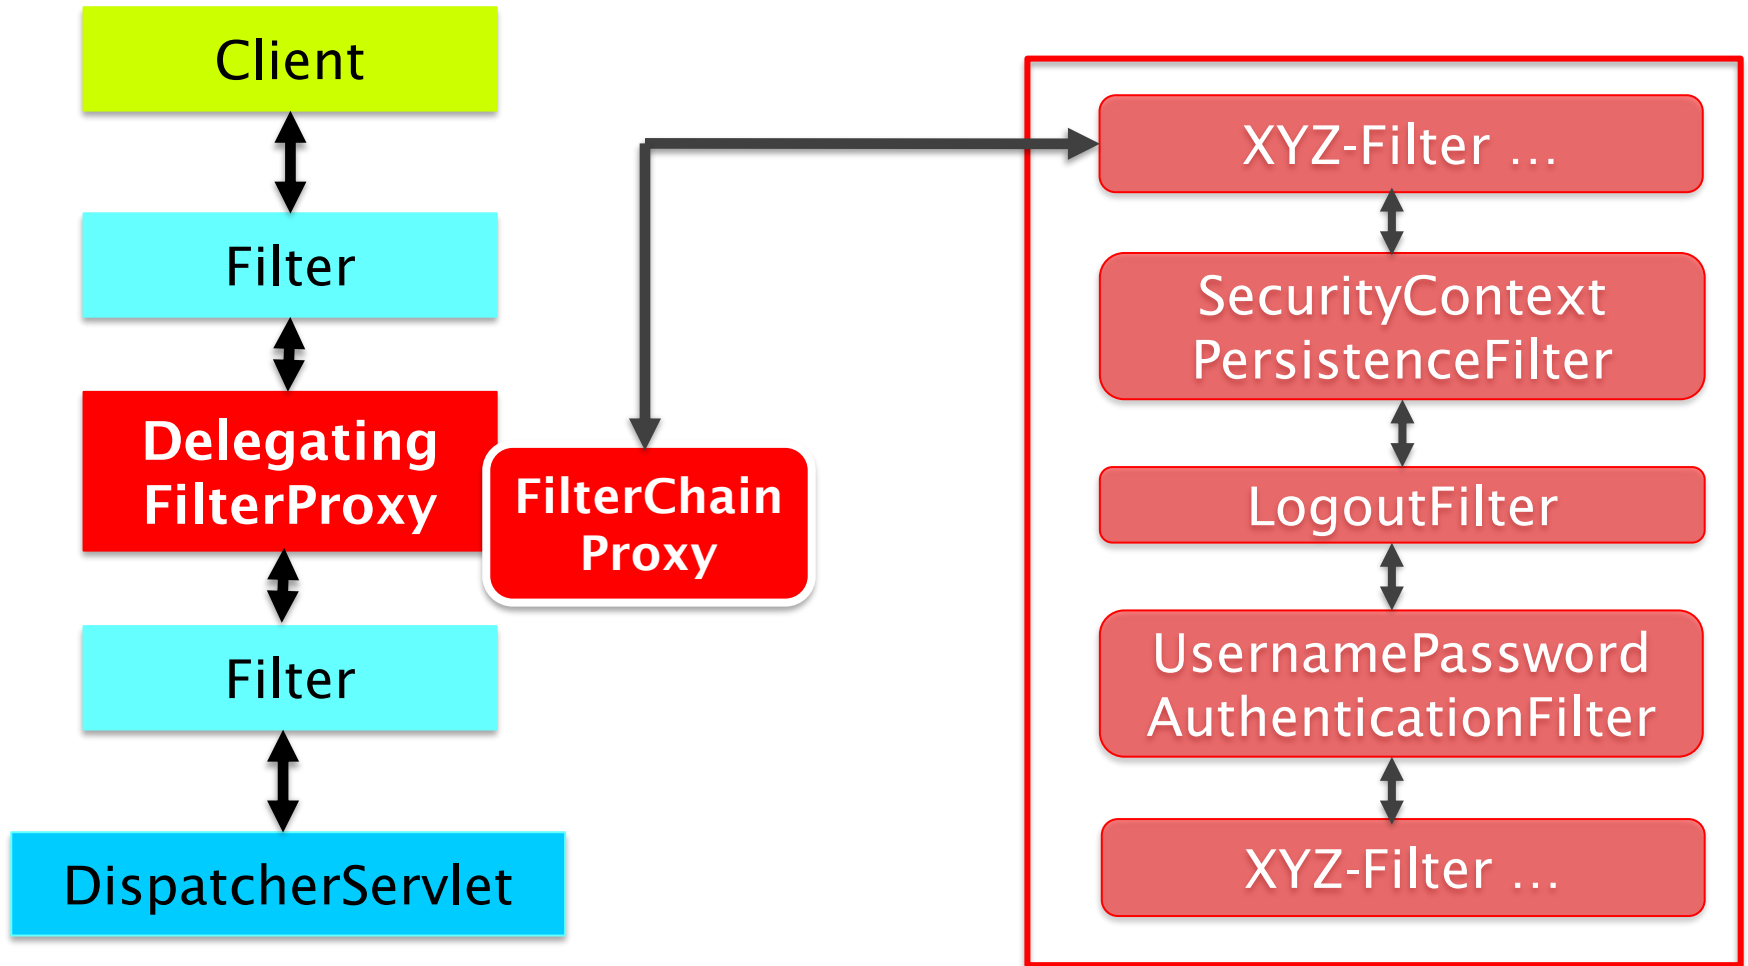 Client
Filter
Delegating
FilterProxy
FilterChain
Proxy
Filter
DispatcherServlet
XYZ-Filter ...
SecurityContext
PersistenceFilter
LogoutFilter
UsernamePassword
AuthenticationFilter
XYZ-Filter ...